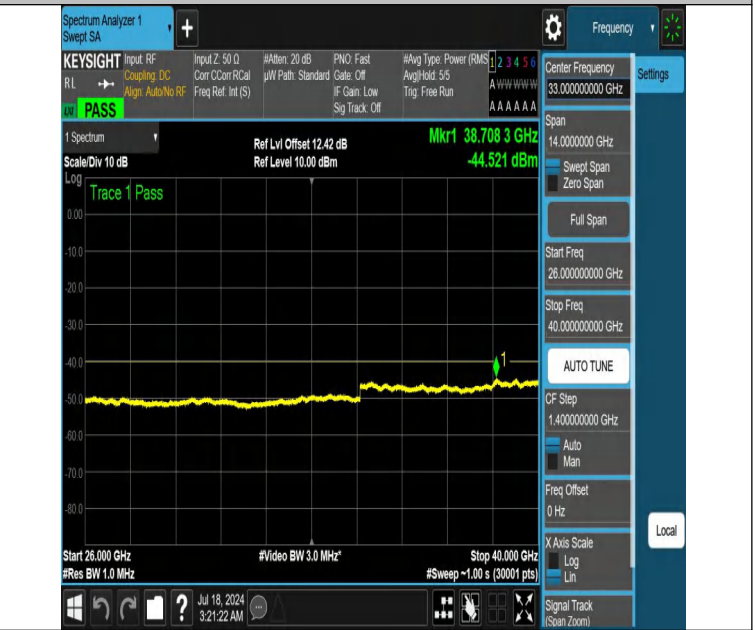 Spectrum Analyzer 1
Swept SA
Frequency
KEYSIGHT
RL
PASS
Input: RF
Coupling: DC
Align: Auto/No RF
Input Z: 50 Ω
Corr CCorr RCal
Freq Ref: Int (S)
#Atten: 20 dB
µW Path: Standard
PNO: Fast
Gate: Off
IF Gain: Low
Sig Track: Off
#Avg Type: Power (RMS
Avg|Hold: 5/5
Trig: Free Run
1 2 3 4 5 6
A W W W W W
A A A A A A
1 Spectrum
Scale/Div 10 dB
Ref Lvl Offset 12.42 dB
Ref Level 10.00 dBm
Mkr1 38.708 3 GHz
-44.521 dBm
Log
Trace 1 Pass
0.00
-10.0
-20.0
-30.0
-40.0
-50.0
-60.0
-70.0
-80.0
1
Start 26.000 GHz
#Res BW 1.0 MHz
#Video BW 3.0 MHz*
Stop 40.000 GHz
#Sweep ~1.00 s (30001 pts)
Jul 18, 2024
3:21:22 AM
Center Frequency
33.000000000 GHz
Settings
Span
14.0000000 GHz
Swept Span
Zero Span
Full Span
Start Freq
26.000000000 GHz
Stop Freq
40.000000000 GHz
AUTO TUNE
CF Step
1.400000000 GHz
Auto
Man
Freq Offset
0 Hz
X Axis Scale
Log
Lin
Local
Signal Track
(Span Zoom)